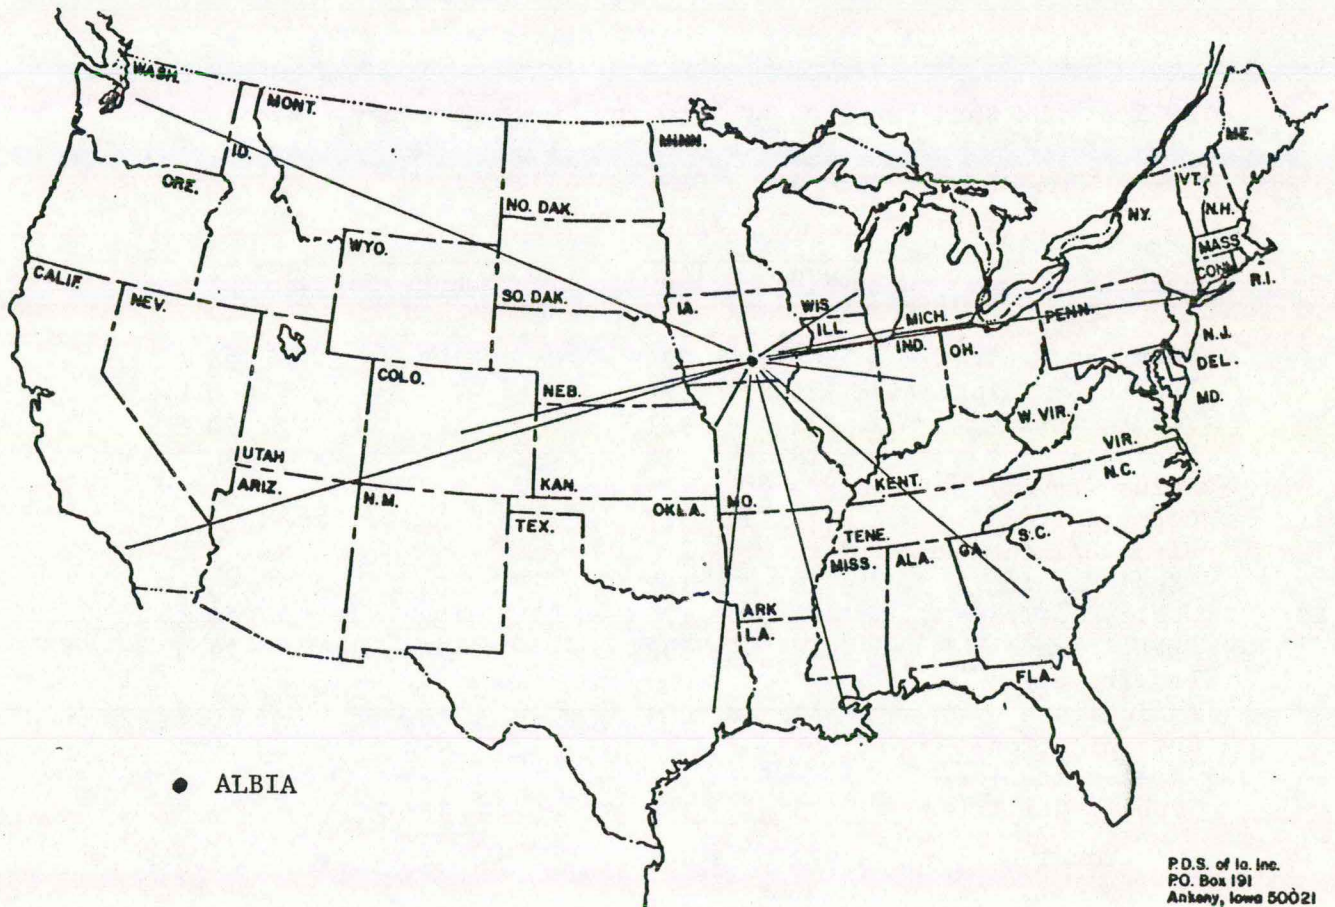 WASH.
MONT.
MINN.
ME.
ID.
ORE.
VT.
NO. DAK.
N.Y.
N.H.
WYO.
MASS
CALIF.
CONN.
R.I.
NEV.
SO. DAK.
IA.
WIS
MICH.
PENN.
ILL.
IND.
OH.
N.J.
COLO.
NEB.
DEL.
MD.
W. VIR.
VIR.
UTAH
N.C.
ARIZ.
N.M.
KAN.
KENT.
OKLA.
MO.
TEX.
TENE.
S.C.
MISS.
ALA.
GA.
ARK
LA.
FLA.
ALBIA
P.D.S. of Ia. Inc.
P.O. Box 191
Ankeny, Iowa 50021